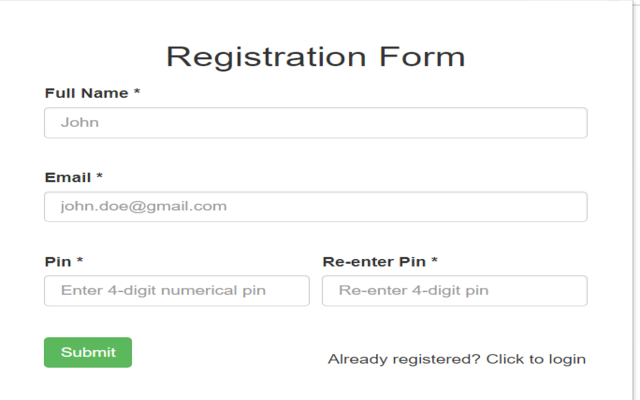 Registration Form
Full Name *
John
Email *
john.doe@gmail.com
Pin * Re-enter Pin *
Enter 4-digit numerical pin Re-enter 4-digit pin
Submit Already registered? Click to login